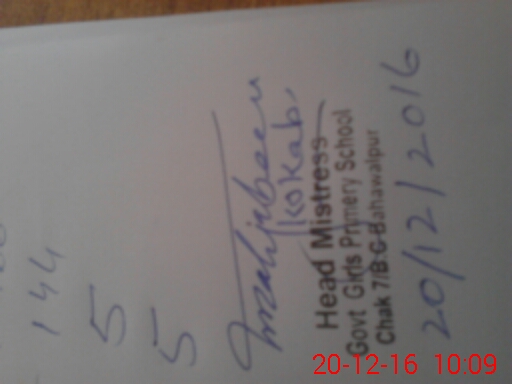 144
5
5
Mahjabeen
Kokab
Head Mistress
Govt Girls Primery School
Chak 7/B.C Bahawalpur
20/12/2016
20-12-16 10:09